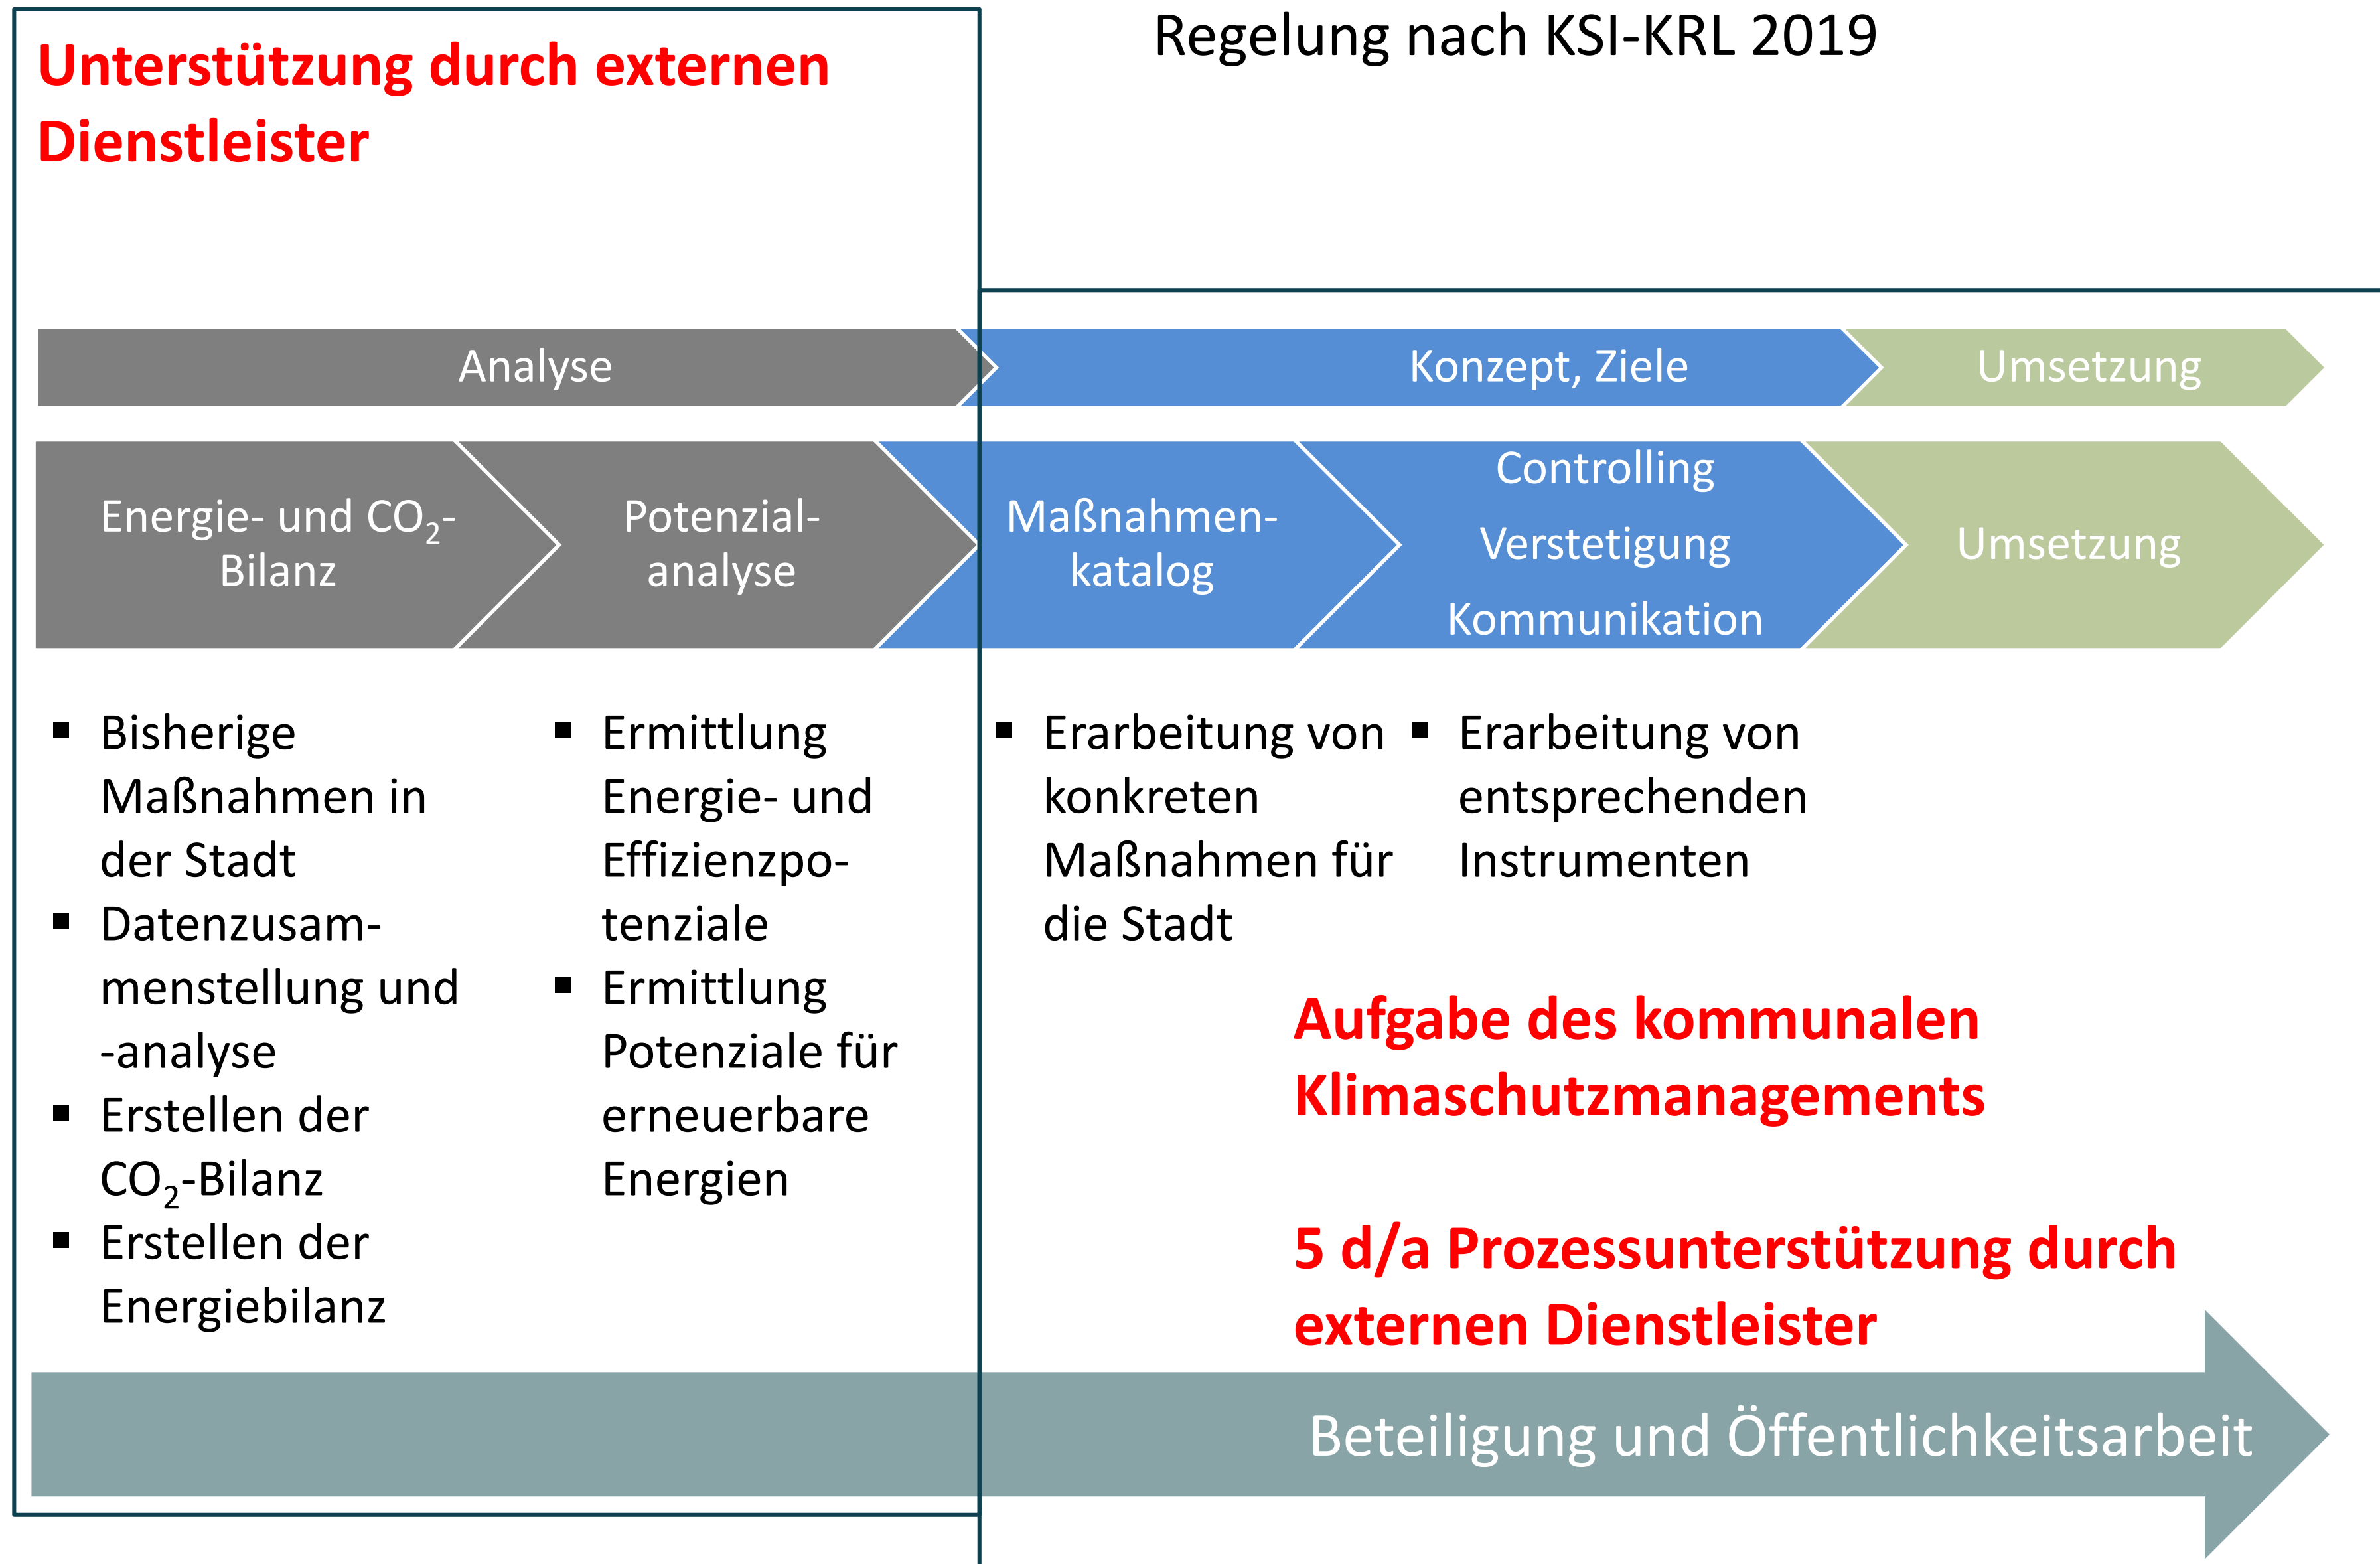 Unterstützung durch externen
Dienstleister
Regelung nach KSI-KRL 2019
Analyse
Konzept, Ziele
Umsetzung
Energie- und CO₂-
Bilanz
Potenzial-
analyse
Maßnahmen-
katalog
Controlling
Verstetigung
Kommunikation
Umsetzung
▪ Bisherige
Maßnahmen in
der Stadt
▪ Datenzusam-
menstellung und
-analyse
▪ Erstellen der
CO₂-Bilanz
▪ Erstellen der
Energiebilanz
▪ Ermittlung
Energie- und
Effizienzpo-
tenziale
▪ Ermittlung
Potenziale für
erneuerbare
Energien
▪ Erarbeitung von
konkreten
Maßnahmen für
die Stadt
▪ Erarbeitung von
entsprechenden
Instrumenten
Aufgabe des kommunalen
Klimaschutzmanagements
5 d/a Prozessunterstützung durch
externen Dienstleister
Beteiligung und Öffentlichkeitsarbeit